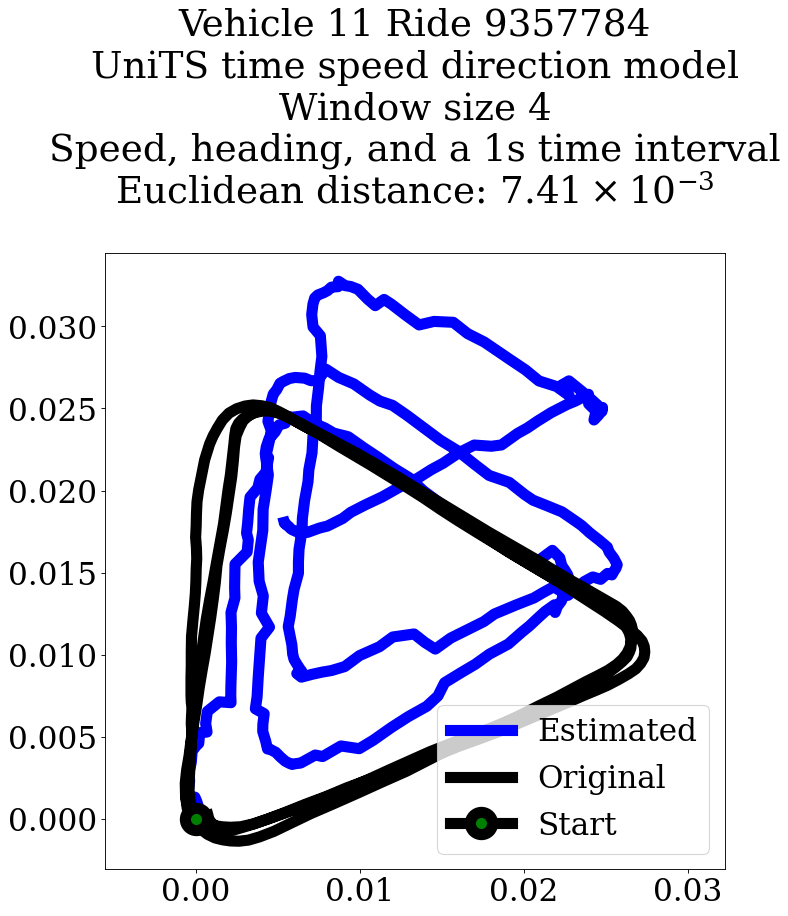 Vehicle 11 Ride 9357784
UniTS time speed direction model
Window size 4
Speed, heading, and a 1s time interval
Euclidean distance: 7.41 × 10⁻³
0.030
0.025
0.020
0.015
0.010
0.005
0.000
Estimated
Original
Start
0.00 0.01 0.02 0.03